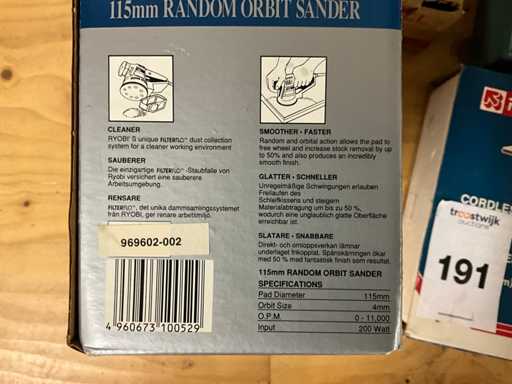 115mm RANDOM ORBIT SANDER
CLEANER
RYOBI'S unique FILTERFLO™ dust collection
system for a cleaner working environment
SAUBERER
Die einzigartige FILTERFLO™-Staubfalle von
Ryobi versichert eine sauberere
Arbeitsumgebung.
RENSARE
FILTERFLO™, det unika dammsamlingssystemet
från RYOBI, ger renare arbetsmiljö.
969602-002
4 960673 100529
SMOOTHER - FASTER
Random and orbital action allows the pad to
free wheel and increase stock removal by up
to 50% and also produces an incredibly
smooth finish.
GLATTER - SCHNELLER
Unregelmäßige Schwingungen erlauben
Freilaufen des
Schleifkissens und steigern
Materialabtragung um bis zu 50 %,
wodurch eine unglaublich glatte Oberfläche
erreichbar ist.
SLATARE - SNABBARE
Direkt- och omloppsverkan lämnar
underlaget frikopplat. Spånskärningen ökar
med 50 % med fantastisk finish som resultat.
115mm RANDOM ORBIT SANDER
SPECIFICATIONS
Pad Diameter 115mm
Orbit Size 4mm
O.P.M. 0 - 11,000
Input 200 Watt
CORDLE
troostwijk
auctions
191